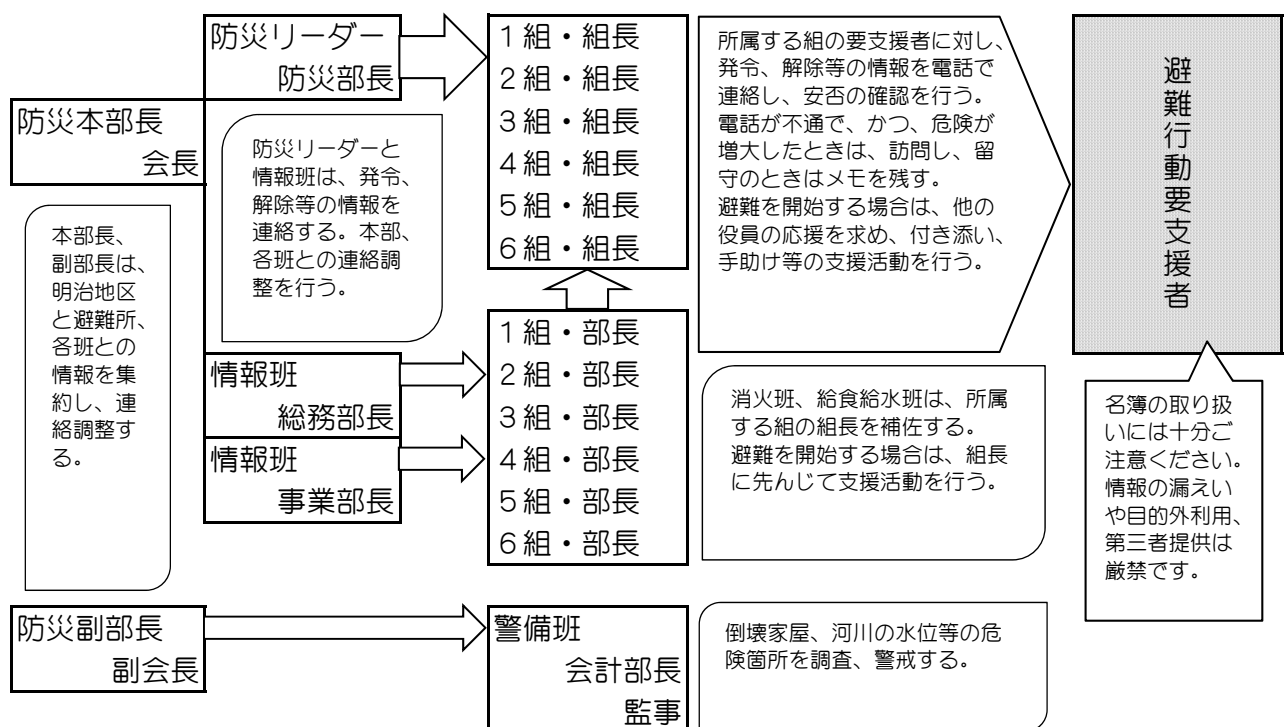 防災本部長
会長
本部長、
副部長は、
明治地区
と避難所、
各班との
情報を集
約し、連
絡調整す
る。
防災リーダー
防災部長
防災リーダーと
情報班は、発令、
解除等の情報を
連絡する。本部、
各班との連絡調
整を行う。
情報班
総務部長
情報班
事業部長
1組・組長
2組・組長
3組・組長
4組・組長
5組・組長
6組・組長
1組・部長
2組・部長
3組・部長
4組・部長
5組・部長
6組・部長
所属する組の要支援者に対し、
発令、解除等の情報を電話で
連絡し、安否の確認を行う。
電話が不通で、かつ、危険が
増大したときは、訪問し、留
守のときはメモを残す。
避難を開始する場合は、他の
役員の応援を求め、付き添い、
手助け等の支援活動を行う。
消火班、給食給水班は、所属
する組の組長を補佐する。
避難を開始する場合は、組長
に先んじて支援活動を行う。
避難行動要支援者
名簿の取り扱
いには十分ご
注意ください。
情報の漏えい
や目的外利用、
第三者提供は
厳禁です。
防災副部長
副会長
警備班
会計部長
監事
倒壊家屋、河川の水位等の危
険箇所を調査、警戒する。